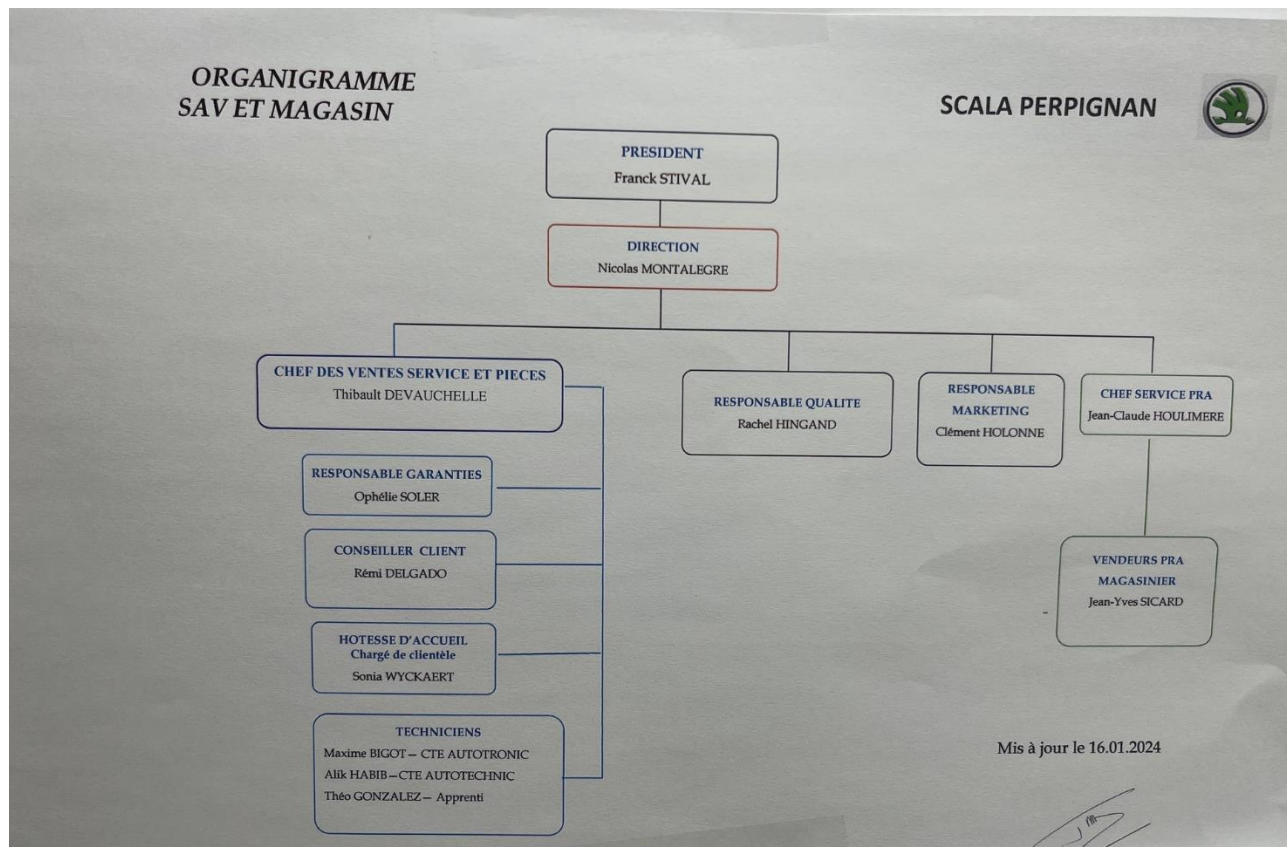 ORGANIGRAMME
SAV ET MAGASIN
SCALA PERPIGNAN
PRESIDENT
Franck STIVAL
DIRECTION
Nicolas MONTALEGRE
CHEF DES VENTES SERVICE ET PIECES
Thibault DEVAUCHELLE
RESPONSABLE QUALITE
Rachel HINGAND
RESPONSABLE
MARKETING
Clément HOLONNE
CHEF SERVICE PRA
Jean-Claude HOULIMERE
RESPONSABLE GARANTIES
Ophélie SOLER
CONSEILLER CLIENT
Rémi DELGADO
HOTESSE D'ACCUEIL
Chargé de clientèle
Sonia WYCKAERT
TECHNICIENS
Maxime BIGOT – CTE AUTOTRONIC
Alik HABIB – CTE AUTOTECHNIC
Théo GONZALEZ – Apprenti
VENDEURS PRA
MAGASINIER
Jean-Yves SICARD
Mis à jour le 16.01.2024